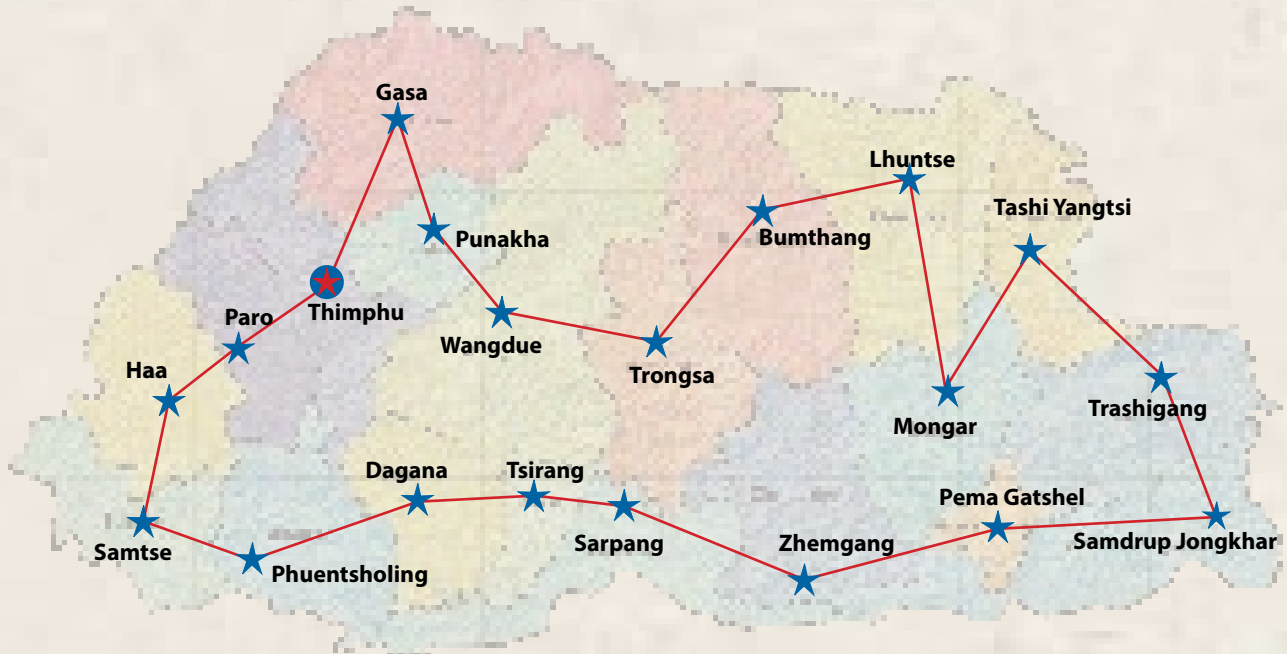 Gasa
Lhuntse
Tashi Yangtsi
Punakha
Bumthang
Thimphu
Paro
Wangdue
Haa
Trongsa
Trashigang
Mongar
Dagana
Tsirang
Pema Gatshel
Samtse
Sarpang
Zhemgang
Samdrup Jongkhar
Phuentsholing